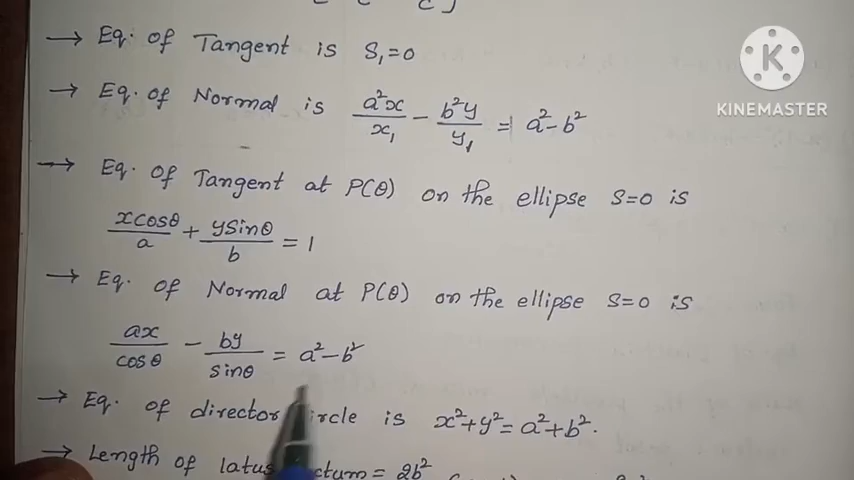 → Eq. of Tangent is S₁=0
→ Eq. of Normal is a²x/x₁ - b²y/y₁ = a²-b²
→ Eq. of Tangent at P(θ) on the ellipse S=0 is
xcosθ/a + ysinθ/b = 1
→ Eq. of Normal at P(θ) on the ellipse S=0 is
ax/cosθ - by/sinθ = a²-b²
→ Eq. of director circle is x²+y²=a²+b².
→ Length of = 2b²
KINEMASTER